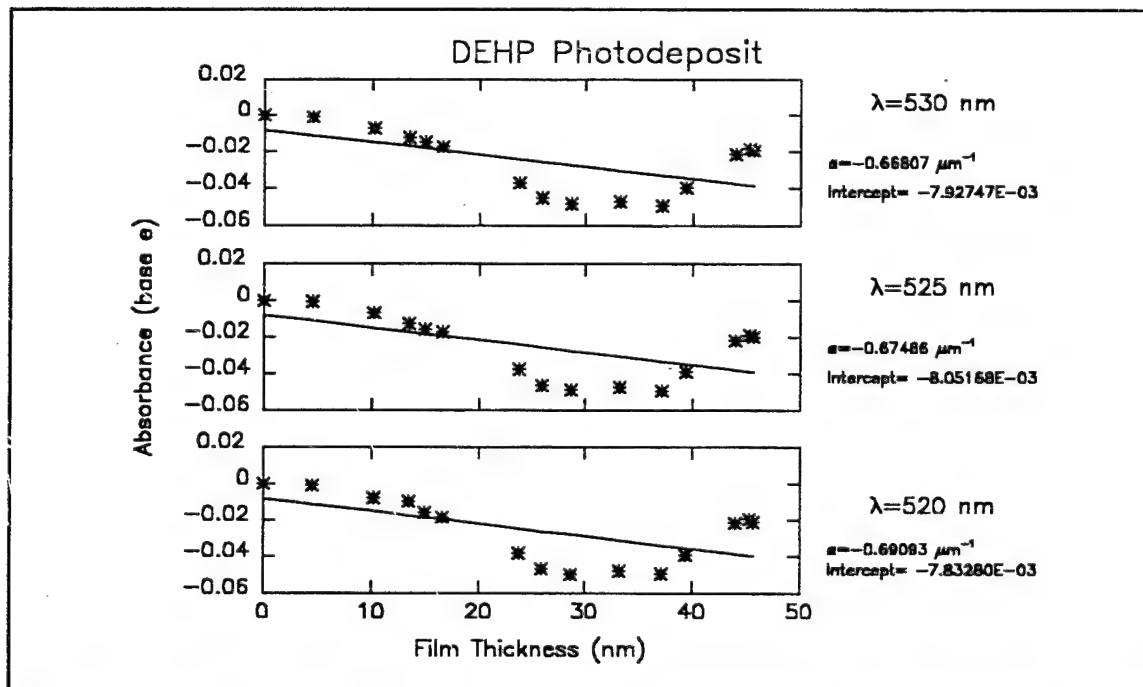 DEHP Photodeposit
0.02
0
−0.02
−0.04
−0.06
λ=530 nm
α=−0.66807 μm⁻¹
Intercept= −7.92747E−03
0.02
0
−0.02
−0.04
−0.06
λ=525 nm
α=−0.67486 μm⁻¹
Intercept= −8.05168E−03
0.02
0
−0.02
−0.04
−0.06
λ=520 nm
α=−0.69093 μm⁻¹
Intercept= −7.83280E−03
0 10 20 30 40 50
Film Thickness (nm)
Absorbance (base e)